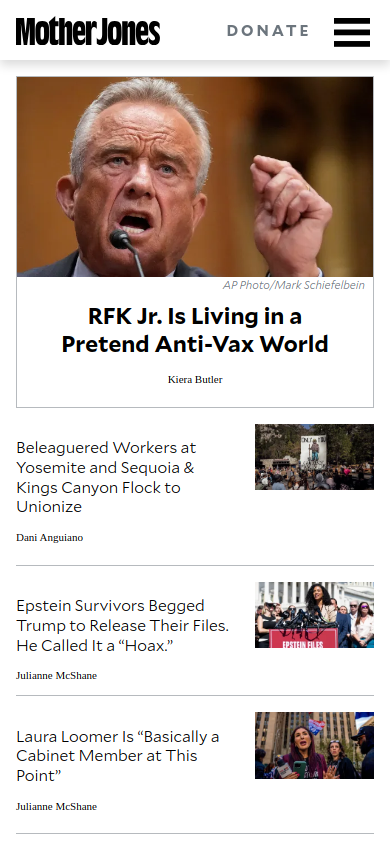 Mother Jones
DONATE
AP Photo/Mark Schiefelbein
RFK Jr. Is Living in a
Pretend Anti-Vax World
Kiera Butler
Beleaguered Workers at
Yosemite and Sequoia &
Kings Canyon Flock to
Unionize
Dani Anguiano
Epstein Survivors Begged
Trump to Release Their Files.
He Called It a “Hoax.”
Julianne McShane
EPSTEIN FILES
Laura Loomer Is “Basically a
Cabinet Member at This
Point”
Julianne McShane